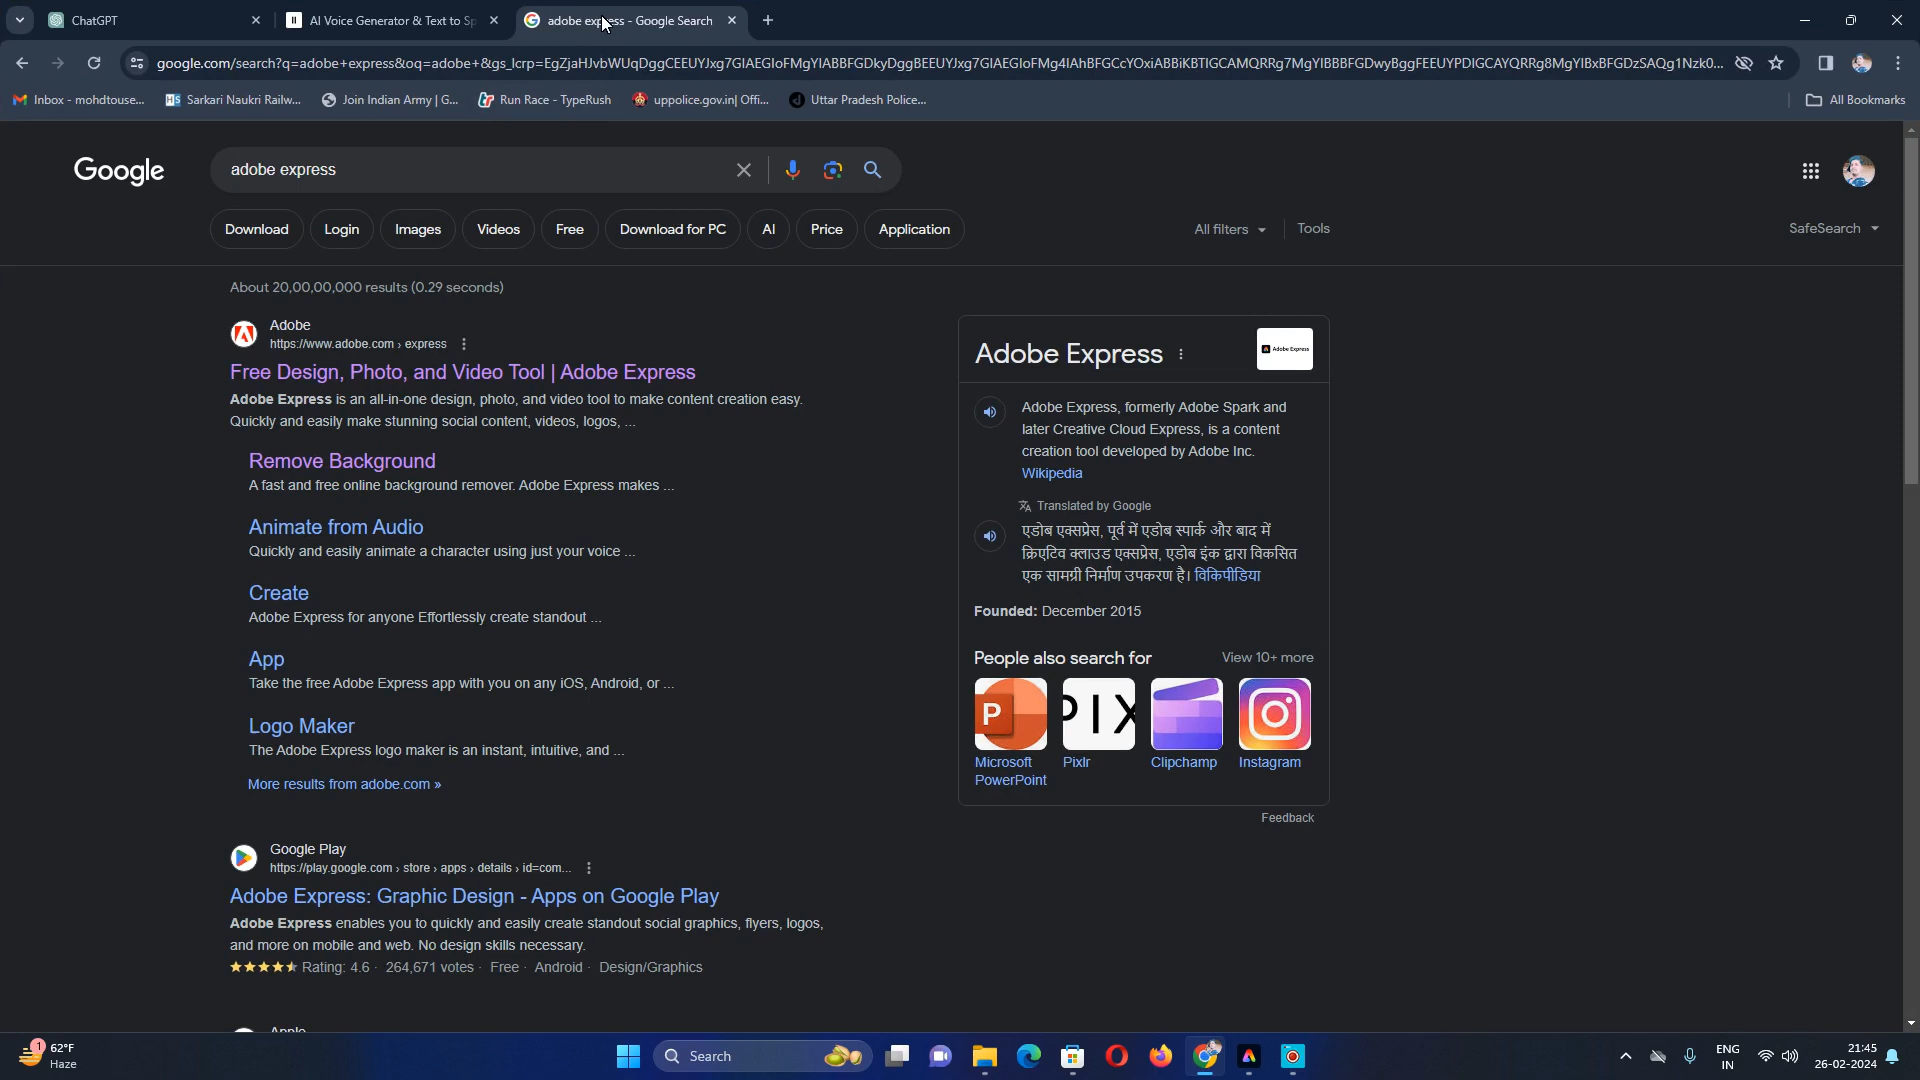 ChatGPT
AI Voice Generator & Text to Sp
adobe express - Google Search
google.com/search?q=adobe+express&oq=adobe+&gs_lcrp=EgZjaHJvbWUqDggCEEUYJxg7GIAEGIoFMgYIABBFGDkyDggBEEUYJxg7GIAEGIoFMg4IAhBFGCcYOxiABBiKBTIGCAMQRRg7MgYIBBBFGDwyBggFEEUYPDIGCAYQRRg8MgYIBxBFGDzSAQg1Nzk0...
Inbox - mohdtouse...
Sarkari Naukri Railw...
Join Indian Army | G...
Run Race - TypeRush
uppolice.gov.in| Offi...
Uttar Pradesh Police...
All Bookmarks
Google
adobe express
Download
Login
Images
Videos
Free
Download for PC
AI
Price
Application
All filters
Tools
SafeSearch
About 20,00,00,000 results (0.29 seconds)
Adobe
https://www.adobe.com › express
Free Design, Photo, and Video Tool | Adobe Express
Adobe Express is an all-in-one design, photo, and video tool to make content creation easy.
Quickly and easily make stunning social content, videos, logos, ...
Remove Background
A fast and free online background remover. Adobe Express makes ...
Animate from Audio
Quickly and easily animate a character using just your voice ...
Create
Adobe Express for anyone Effortlessly create standout ...
App
Take the free Adobe Express app with you on any iOS, Android, or ...
Logo Maker
The Adobe Express logo maker is an instant, intuitive, and ...
More results from adobe.com »
Google Play
https://play.google.com › store › apps › details › id=com...
Adobe Express: Graphic Design - Apps on Google Play
Adobe Express enables you to quickly and easily create standout social graphics, flyers, logos,
and more on mobile and web. No design skills necessary.
Rating: 4.6 · 264,671 votes · Free · Android · Design/Graphics
Adobe Express
Adobe Express
Adobe Express, formerly Adobe Spark and
later Creative Cloud Express, is a content
creation tool developed by Adobe Inc.
Wikipedia
Translated by Google
एडोब एक्सप्रेस, पूर्व में एडोब स्पार्क और बाद में
क्रिएटिव क्लाउड एक्सप्रेस, एडोब इंक द्वारा विकसित
एक सामग्री निर्माण उपकरण है। विकिपीडिया
Founded: December 2015
People also search for
View 10+ more
P
PIX
Microsoft
PowerPoint
Pixlr
Clipchamp
Instagram
Feedback
1
62°F
Haze
Search
ENG
IN
21:45
26-02-2024